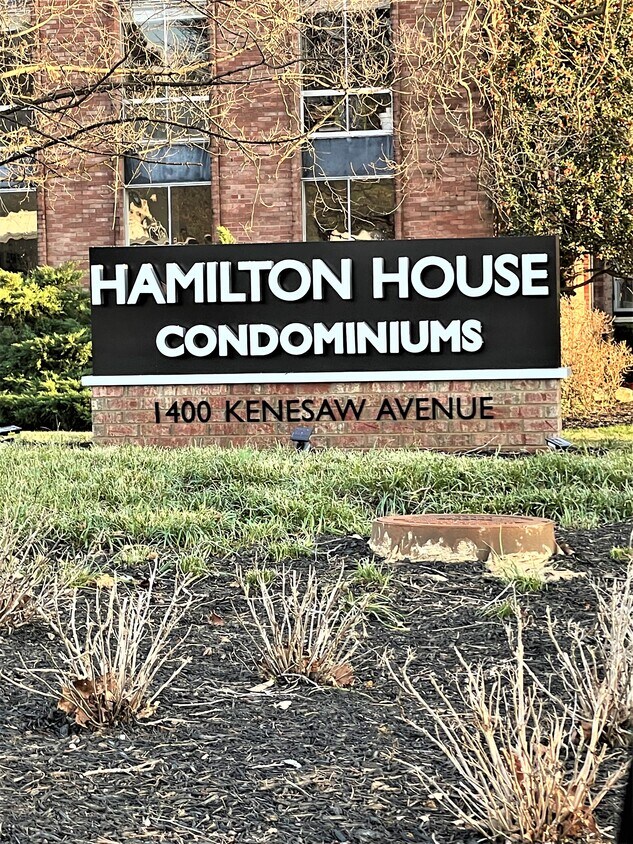 HAMILTON HOUSE
CONDOMINIUMS
1400 KENESAW AVENUE